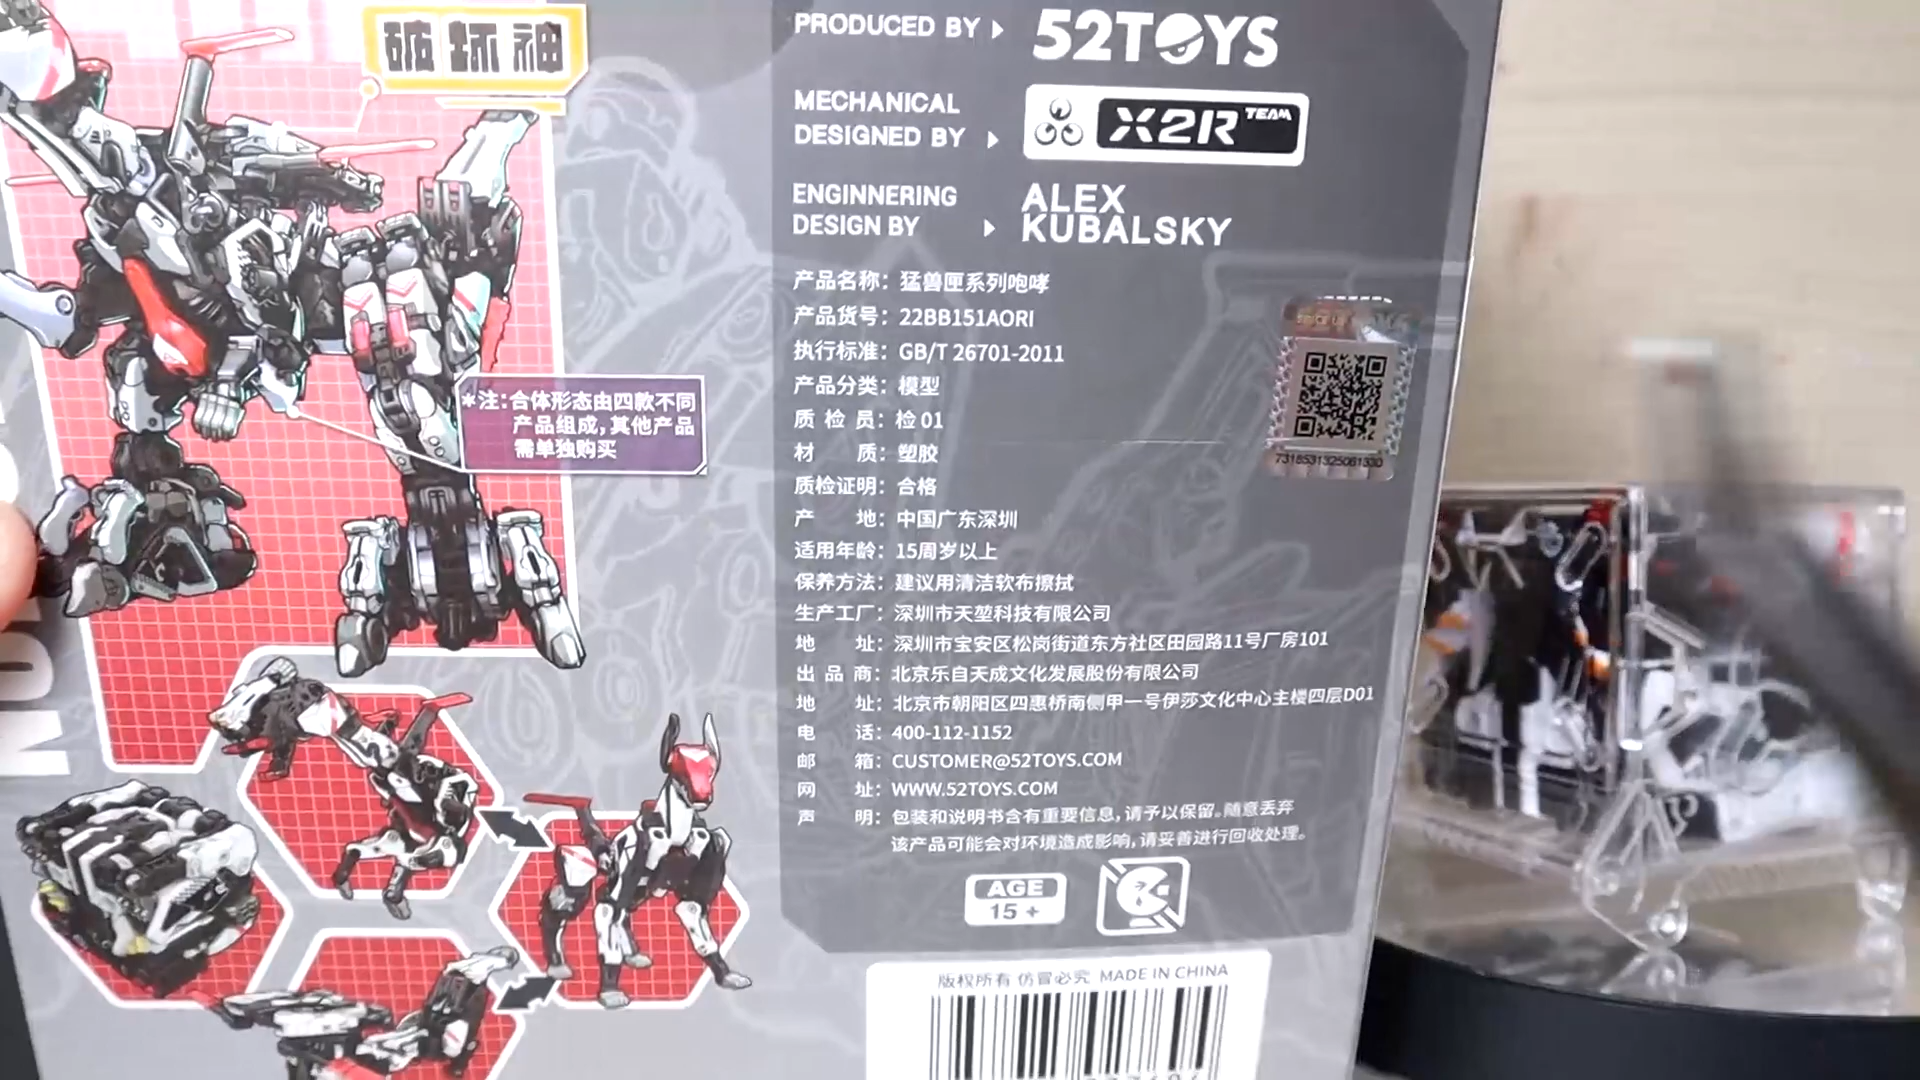 破坏神
PRODUCED BY
52TOYS
MECHANICAL
DESIGNED BY
X2R TEAM
ENGINNERING
DESIGN BY
ALEX
KUBALSKY
产品名称：猛兽匣系列咆哮
产品货号：22BB151AORI
执行标准：GB/T 26701-2011
产品分类：模型
质检员：检 01
材质：塑胶
质检证明：合格
产地：中国广东深圳
适用年龄：15周岁以上
保养方法：建议用清洁软布擦拭
生产工厂：深圳市天堃科技有限公司
地址：深圳市宝安区松岗街道东方社区田园路11号厂房101
出品商：北京乐自天成文化发展股份有限公司
地址：北京市朝阳区四惠桥南侧甲一号伊莎文化中心主楼四层D01
电话：400-112-1152
邮箱：CUSTOMER@52TOYS.COM
网址：WWW.52TOYS.COM
声明：包装和说明书含有重要信息，请予以保留。随意丢弃
该产品可能会对环境造成影响，请妥善进行回收处理。
*注：合体形态由四款不同
产品组成，其他产品
需单独购买
7318531325061330
AGE
15 +
版权所有 仿冒必究 MADE IN CHINA